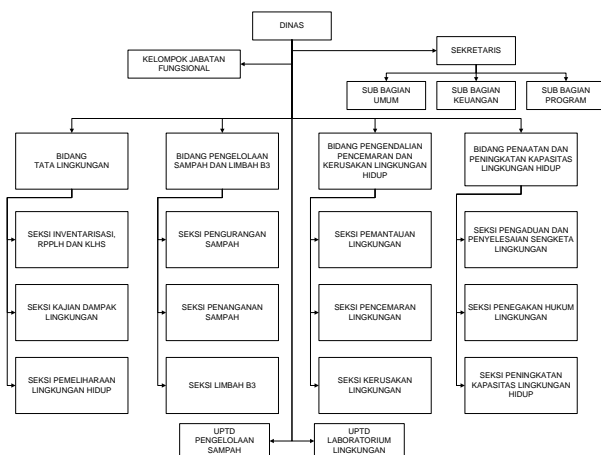 DINAS
KELOMPOK JABATAN
FUNGSIONAL
SEKRETARIS
SUB BAGIAN
UMUM
SUB BAGIAN
KEUANGAN
SUB BAGIAN
PROGRAM
BIDANG
TATA LINGKUNGAN
BIDANG PENGELOLAAN
SAMPAH DAN LIMBAH B3
BIDANG PENGENDALIAN
PENCEMARAN DAN
KERUSAKAN LINGKUNGAN
HIDUP
BIDANG PENAATAN DAN
PENINGKATAN KAPASITAS
LINGKUNGAN HIDUP
SEKSI INVENTARISASI,
RPPLH DAN KLHS
SEKSI PENGURANGAN
SAMPAH
SEKSI PEMANTAUAN
LINGKUNGAN
SEKSI PENGADUAN DAN
PENYELESAIAN SENGKETA
LINGKUNGAN
SEKSI KAJIAN DAMPAK
LINGKUNGAN
SEKSI PENANGANAN
SAMPAH
SEKSI PENCEMARAN
LINGKUNGAN
SEKSI PENEGAKAN HUKUM
LINGKUNGAN
SEKSI PEMELIHARAAN
LINGKUNGAN HIDUP
SEKSI LIMBAH B3
SEKSI KERUSAKAN
LINGKUNGAN
SEKSI PENINGKATAN
KAPASITAS LINGKUNGAN
HIDUP
UPTD
PENGELOLAAN
SAMPAH
UPTD
LABORATORIUM
LINGKUNGAN